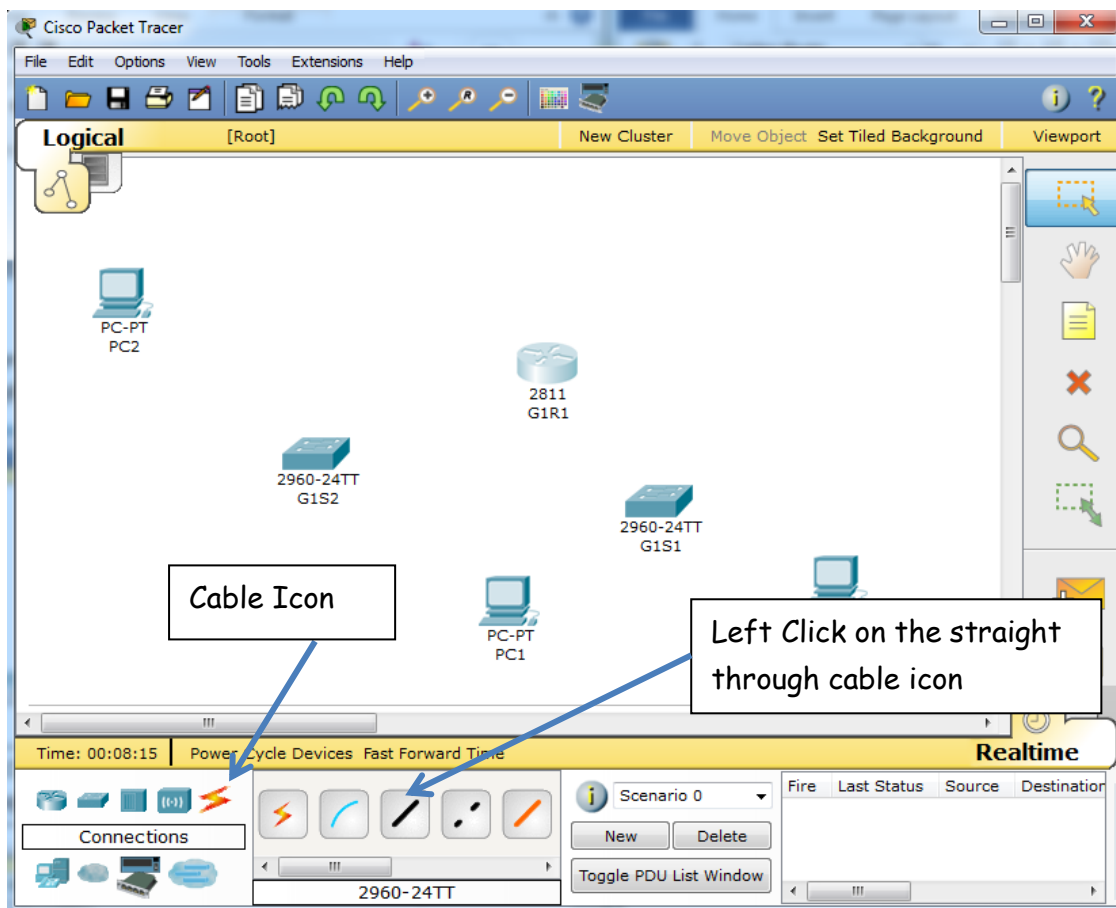 Cisco Packet Tracer
File Edit Options View Tools Extensions Help
Logical [Root] New Cluster Move Object Set Tiled Background Viewport
PC-PT
PC2
2811
G1R1
2960-24TT
G1S2
2960-24TT
G1S1
Cable Icon
PC-PT
PC1
Left Click on the straight
through cable icon
Time: 00:08:15 Power Cycle Devices Fast Forward Time Realtime
Connections
2960-24TT
Scenario 0
New Delete
Toggle PDU List Window
Fire Last Status Source Destination